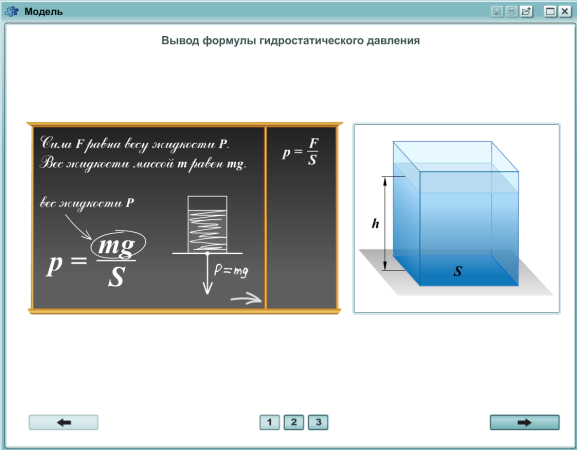 Модель
Вывод формулы гидростатического давления
Сила F равна весу жидкости P.
Вес жидкости массой m равен mg.
вес жидкости P
p = mg/S
P=mg
p = F/S
h
S
1 2 3